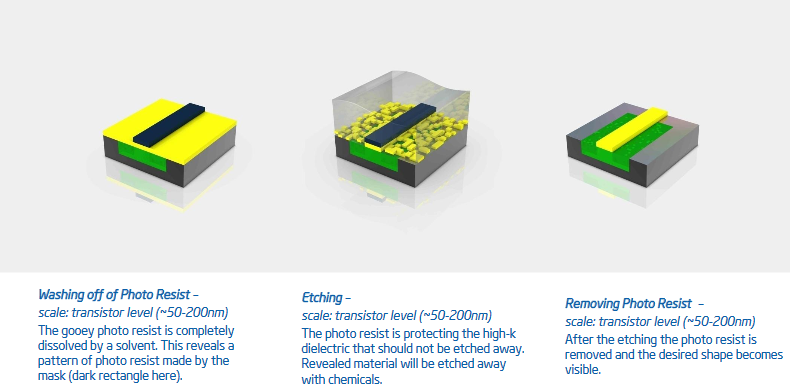 Washing off of Photo Resist –
scale: transistor level (~50-200nm)
The gooey photo resist is completely
dissolved by a solvent. This reveals a
pattern of photo resist made by the
mask (dark rectangle here).
Etching –
scale: transistor level (~50-200nm)
The photo resist is protecting the high-k
dielectric that should not be etched away.
Revealed material will be etched away
with chemicals.
Removing Photo Resist –
scale: transistor level (~50-200nm)
After the etching the photo resist is
removed and the desired shape becomes
visible.